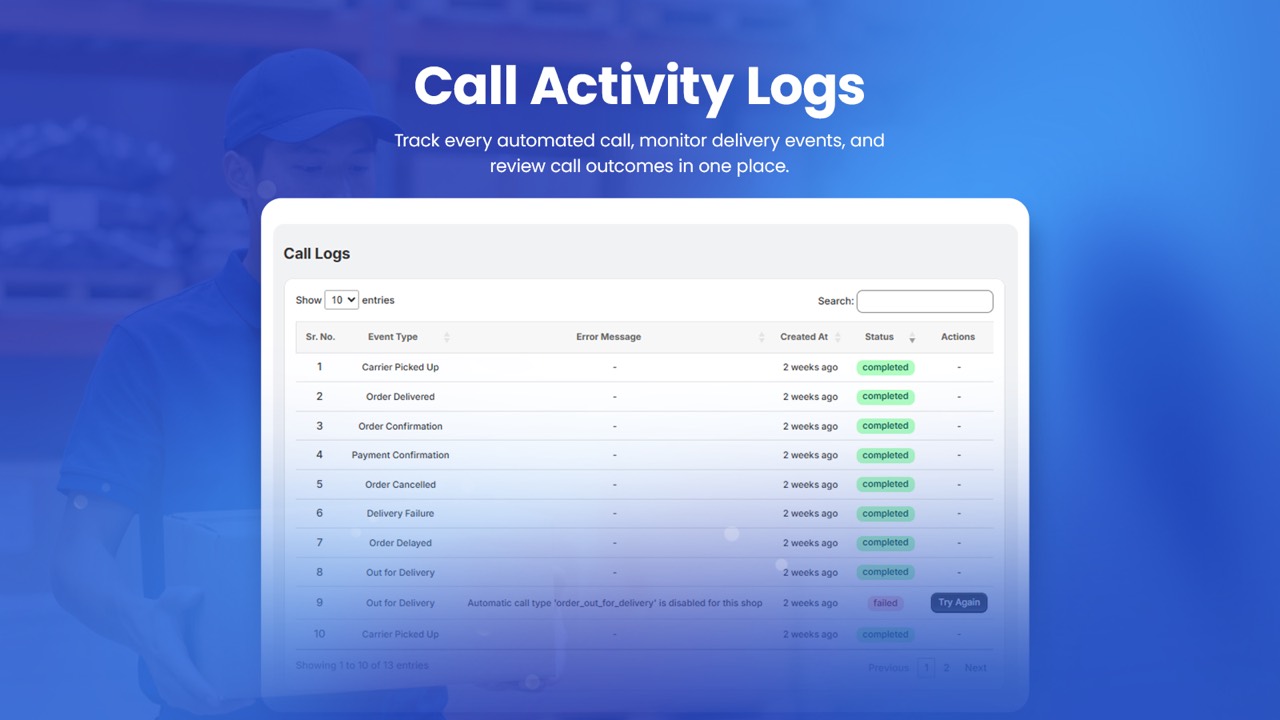 Call Activity Logs
Track every automated call, monitor delivery events, and
review call outcomes in one place.
Call Logs
Show 10 entries Search:
Sr. No. Event Type Error Message Created At Status Actions
1 Carrier Picked Up - 2 weeks ago completed -
2 Order Delivered - 2 weeks ago completed -
3 Order Confirmation - 2 weeks ago completed -
4 Payment Confirmation - 2 weeks ago completed -
5 Order Cancelled - 2 weeks ago completed -
6 Delivery Failure - 2 weeks ago completed -
7 Order Delayed - 2 weeks ago completed -
8 Out for Delivery - 2 weeks ago completed -
9 Out for Delivery Automatic call type 'order_out_for_delivery' is disabled for this shop 2 weeks ago failed Try Again
10 Carrier Picked Up - 2 weeks ago completed -
Showing 1 to 10 of 13 entries Previous 1 2 Next